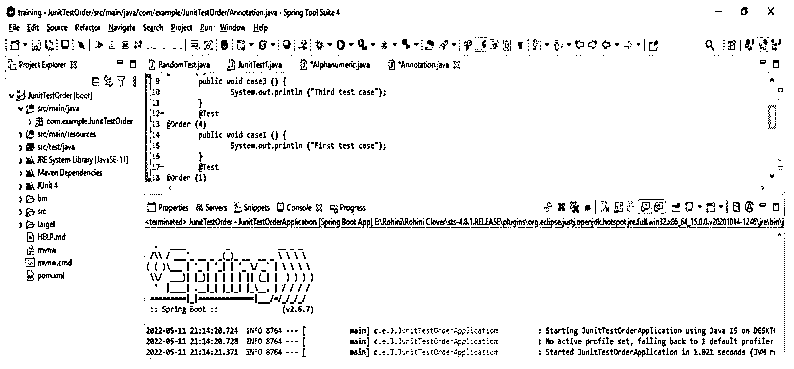 training - JunitTestOrder/src/main/java/com/example/JunitTestOrder/Annotation.java - Spring Tool Suite 4
File Edit Source Refactor Navigate Search Project Run Window Help
Project Explorer
RandomTest.java JunitTest1.java *Alphanumeric.java *Annotation.java
JunitTestOrder [boot]
src/main/java
com.example.JunitTestOrder
src/main/resources
src/test/java
JRE System Library [JavaSE-11]
Maven Dependencies
JUnit 4
bin
src
target
HELP.md
mvnw
mvnw.cmd
pom.xml
9 public void case3 () {
10 System.out.println ("Third test case");
11 }
12 @Test
13 @Order (4)
14 public void case1 () {
15 System.out.println ("First test case");
16 }
17 @Test
18 @Order (1)
Properties Servers Snippets Console Progress
<terminated> JunitTestOrder - JunitTestOrderApplication [Spring Boot App] E:\Rohini\Rohini Clover\sts-4.8.1.RELEASE\plugins\org.eclipse.justj.openjdk.hotspot.jre.full.win32.x86_64_15.0.0.v20201014-1246\jre\bin\j
:: Spring Boot :: (v2.6.7)
2022-05-11 21:14:20.724 INFO 8764 --- [ main] c.e.J.JunitTestOrderApplication : Starting JunitTestOrderApplication using Java 15 on DESKT
2022-05-11 21:14:20.728 INFO 8764 --- [ main] c.e.J.JunitTestOrderApplication : No active profile set, falling back to 1 default profile
2022-05-11 21:14:21.371 INFO 8764 --- [ main] c.e.J.JunitTestOrderApplication : Started JunitTestOrderApplication in 1.021 seconds (JVM r